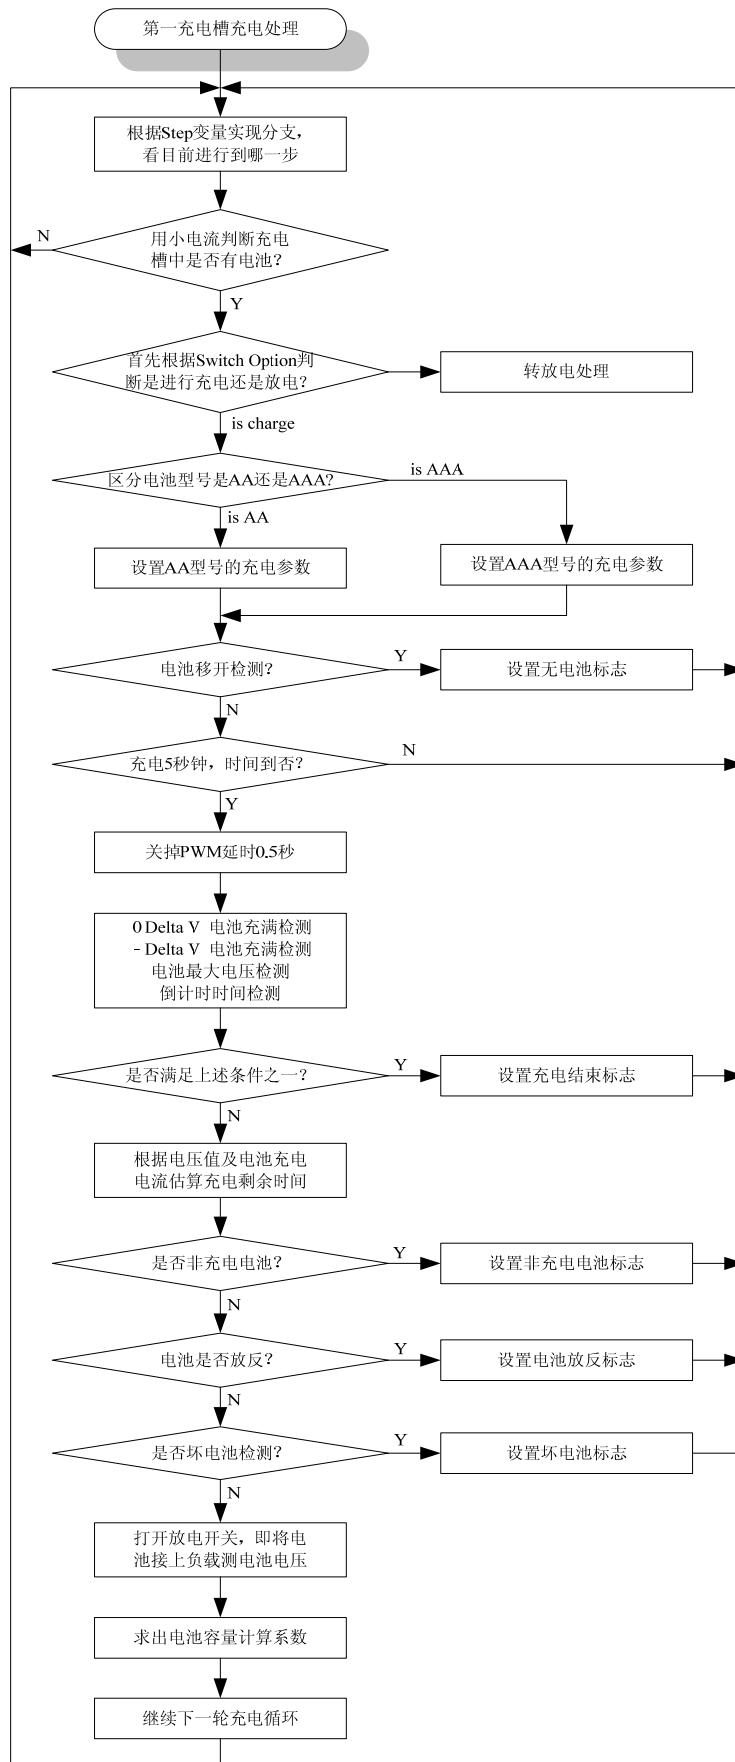 第一充电槽充电处理
根据Step变量实现分支，
看目前进行到哪一步
用小电流判断充电
槽中是否有电池？
N
Y
首先根据Switch Option判
断是进行充电还是放电？
转放电处理
is charge
区分电池型号是AA还是AAA？
is AAA
is AA
设置AA型号的充电参数
设置AAA型号的充电参数
电池移开检测？
Y
设置无电池标志
N
充电5秒钟，时间到否？
N
Y
关掉PWM延时0.5秒
0 Delta V 电池充满检测
- Delta V 电池充满检测
电池最大电压检测
倒计时时间检测
是否满足上述条件之一？
Y
设置充电结束标志
N
根据电压值及电池充电
电流估算充电剩余时间
是否非充电电池？
Y
设置非充电电池标志
N
电池是否放反？
Y
设置电池放反标志
N
是否坏电池检测？
Y
设置坏电池标志
N
打开放电开关，即将电
池接上负载测电池电压
求出电池容量计算系数
继续下一轮充电循环